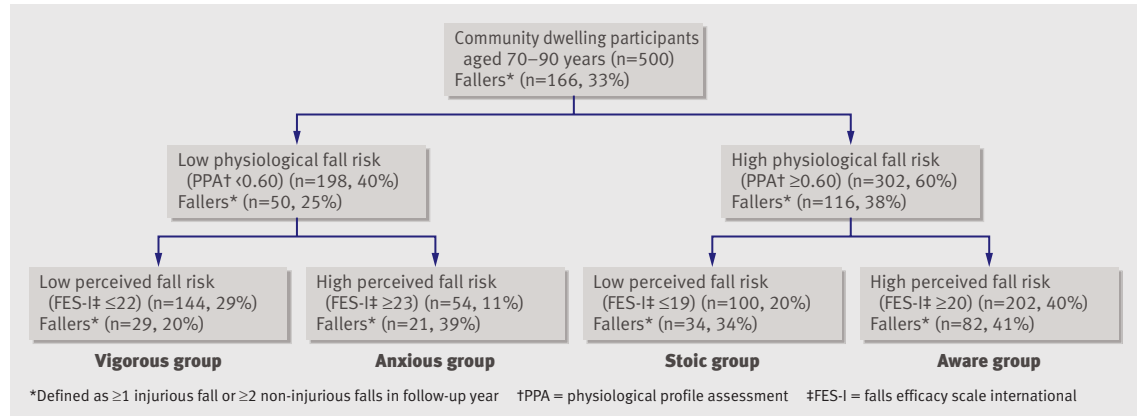 Community dwelling participants
aged 70–90 years (n=500)
Fallers* (n=166, 33%)
Low physiological fall risk
(PPA† <0.60) (n=198, 40%)
Fallers* (n=50, 25%)
High physiological fall risk
(PPA† ≥0.60) (n=302, 60%)
Fallers* (n=116, 38%)
Low perceived fall risk
(FES-I‡ ≤22) (n=144, 29%)
Fallers* (n=29, 20%)
High perceived fall risk
(FES-I‡ ≥23) (n=54, 11%)
Fallers* (n=21, 39%)
Low perceived fall risk
(FES-I‡ ≤19) (n=100, 20%)
Fallers* (n=34, 34%)
High perceived fall risk
(FES-I‡ ≥20) (n=202, 40%)
Fallers* (n=82, 41%)
Vigorous group
Anxious group
Stoic group
Aware group
*Defined as ≥1 injurious fall or ≥2 non-injurious falls in follow-up year †PPA = physiological profile assessment ‡FES-I = falls efficacy scale international